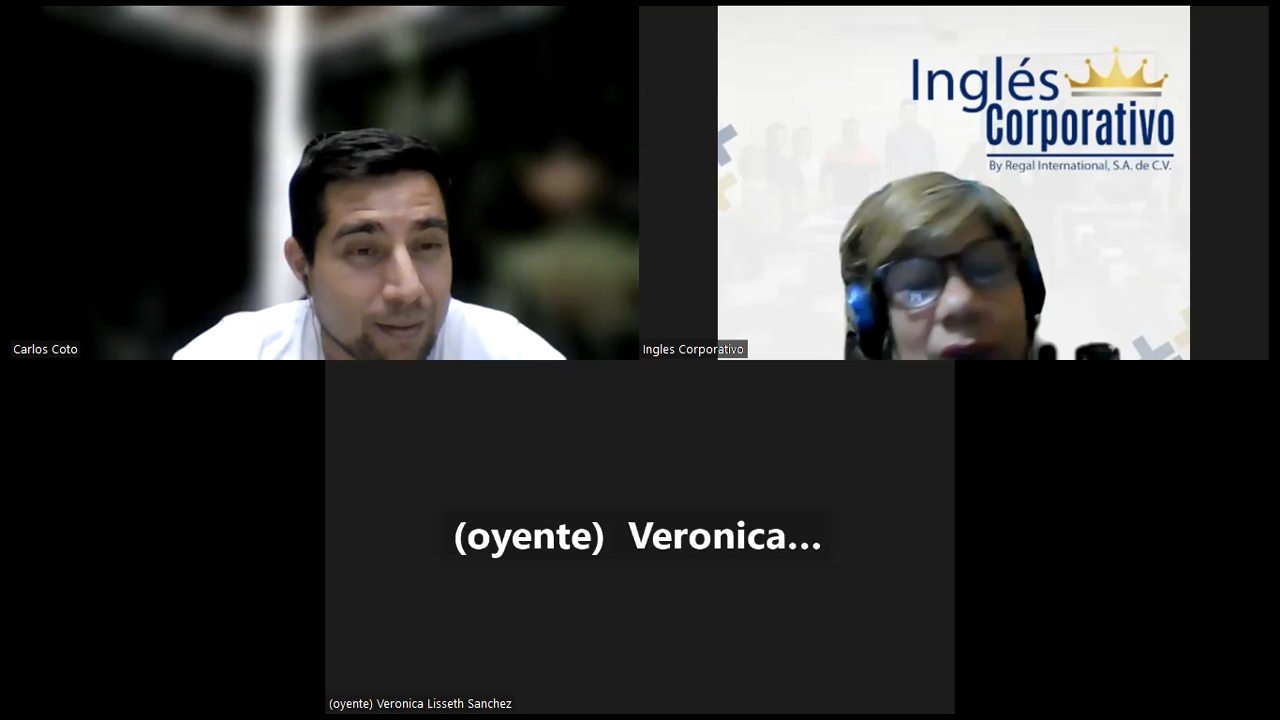 Inglés
Corporativo
By Regal International, S.A. de C.V.
Carlos Coto
Ingles Corporativo
(oyente) Veronica...
(oyente) Veronica Lisseth Sanchez